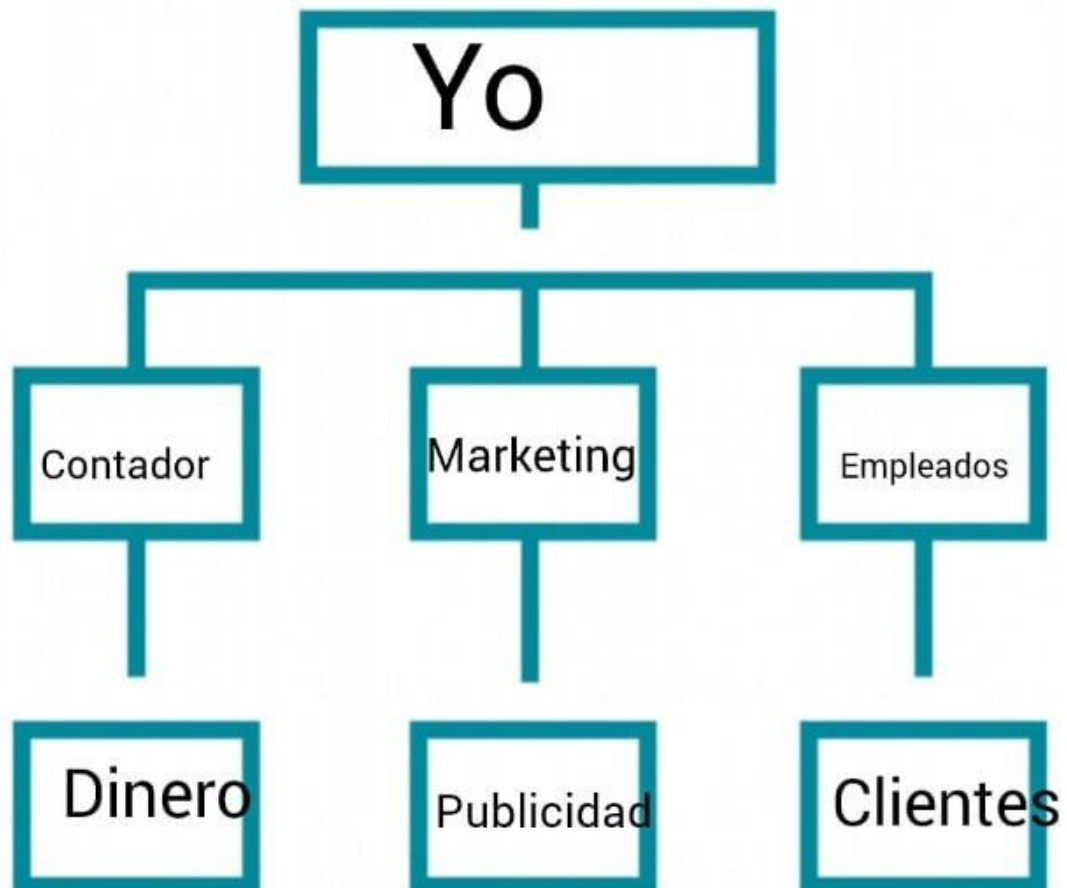 Yo
Contador
Marketing
Empleados
Dinero
Publicidad
Clientes